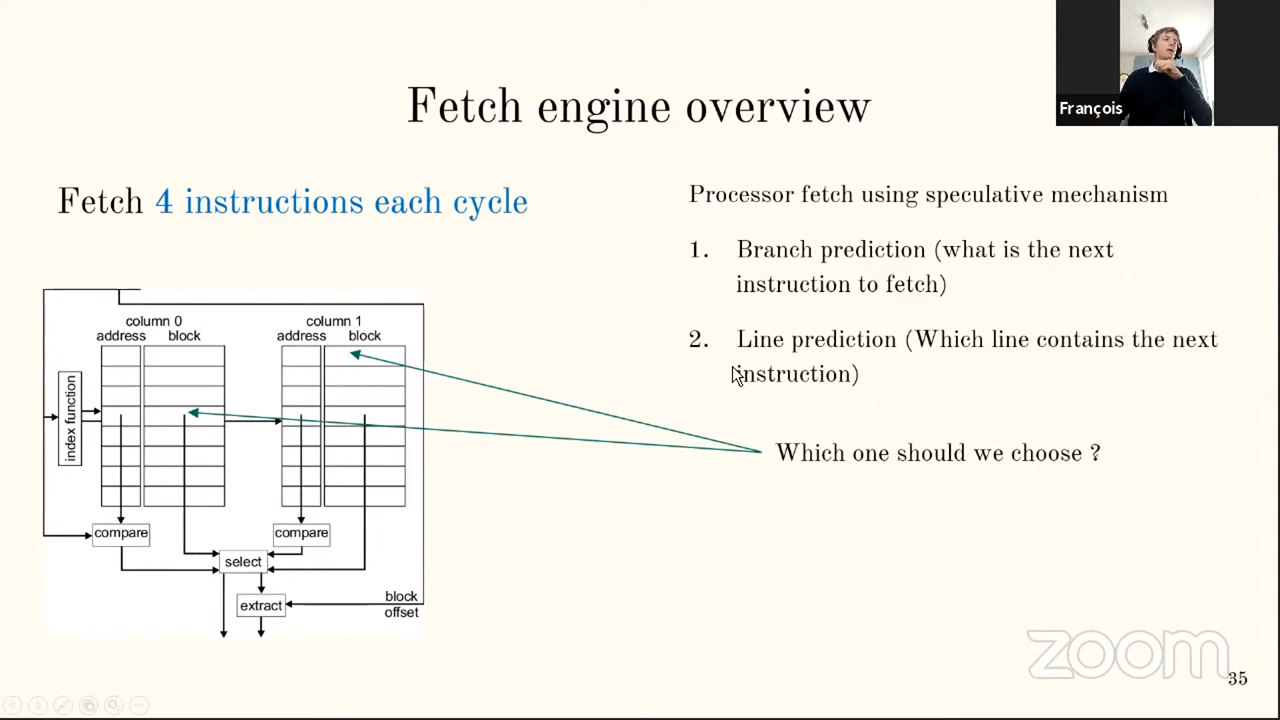 François
Fetch engine overview
Fetch 4 instructions each cycle
Processor fetch using speculative mechanism
1. Branch prediction (what is the next
instruction to fetch)
2. Line prediction (Which line contains the next
instruction)
Which one should we choose ?
column 0
address block
column 1
address block
index function
compare
compare
select
extract
block
offset
zoom
35